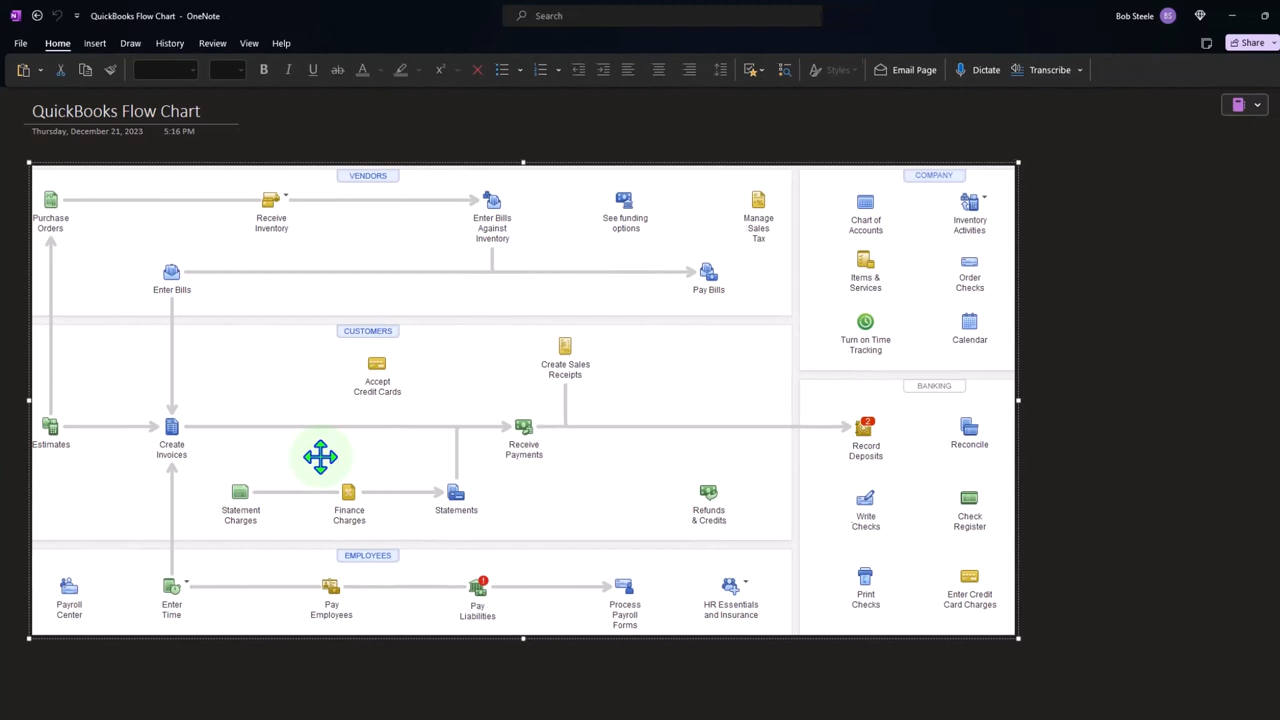 QuickBooks Flow Chart - OneNote
Search
Bob Steele BS
File Home Insert Draw History Review View Help
Share
B I U ab A x² Styles Email Page Dictate Transcribe
QuickBooks Flow Chart
Thursday, December 21, 2023 5:16 PM
VENDORS
Purchase
Orders
Receive
Inventory
Enter Bills
Against
Inventory
See funding
options
Manage
Sales
Tax
Enter Bills
Pay Bills
CUSTOMERS
Accept
Credit Cards
Create Sales
Receipts
Estimates
Create
Invoices
Receive
Payments
Statement
Charges
Finance
Charges
Statements
Refunds
& Credits
EMPLOYEES
Payroll
Center
Enter
Time
Pay
Employees
!
Pay
Liabilities
Process
Payroll
Forms
HR Essentials
and Insurance
COMPANY
Chart of
Accounts
Inventory
Activities
Items &
Services
Order
Checks
Turn on Time
Tracking
Calendar
BANKING
2
Record
Deposits
Reconcile
Write
Checks
Check
Register
Print
Checks
Enter Credit
Card Charges